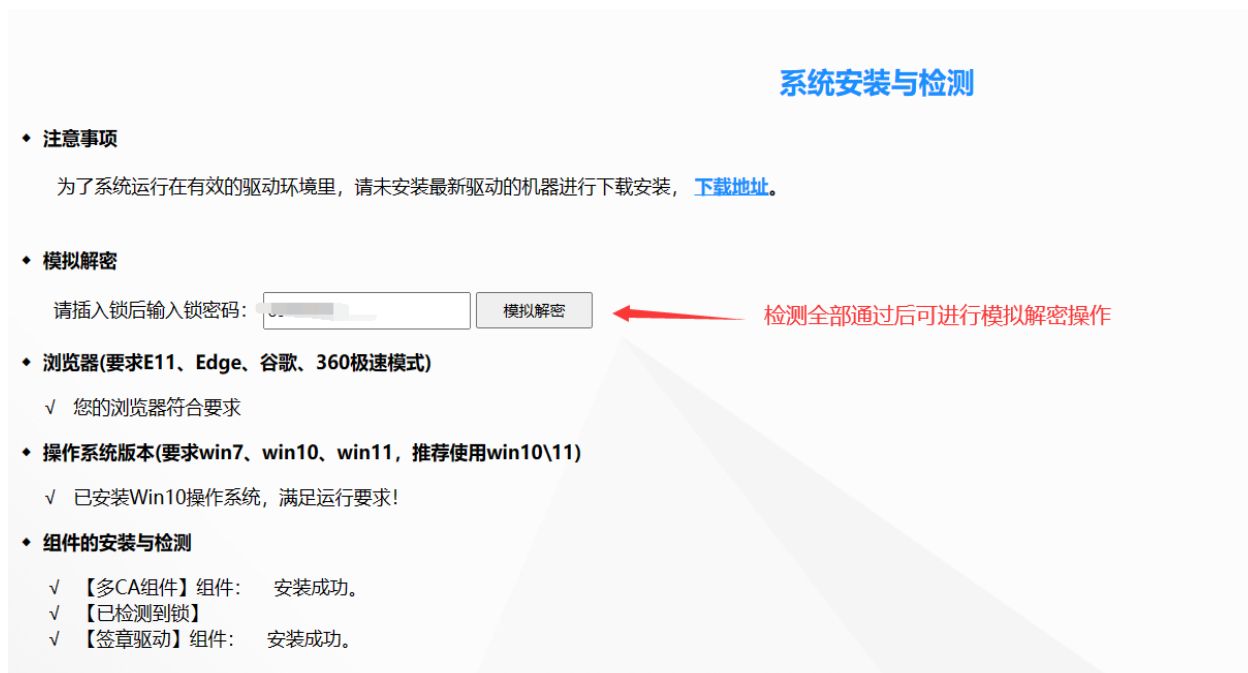 系统安装与检测
注意事项
为了系统运行在有效的驱动环境里，请未安装最新驱动的机器进行下载安装， 下载地址。
模拟解密
请插入锁后输入锁密码： 模拟解密 检测全部通过后可进行模拟解密操作
浏览器(要求E11、Edge、谷歌、360极速模式)
√ 您的浏览器符合要求
操作系统版本(要求win7、win10、win11，推荐使用win10\11)
√ 已安装Win10操作系统，满足运行要求！
组件的安装与检测
√ 【多CA组件】组件： 安装成功。
√ 【已检测到锁】
√ 【签章驱动】组件： 安装成功。